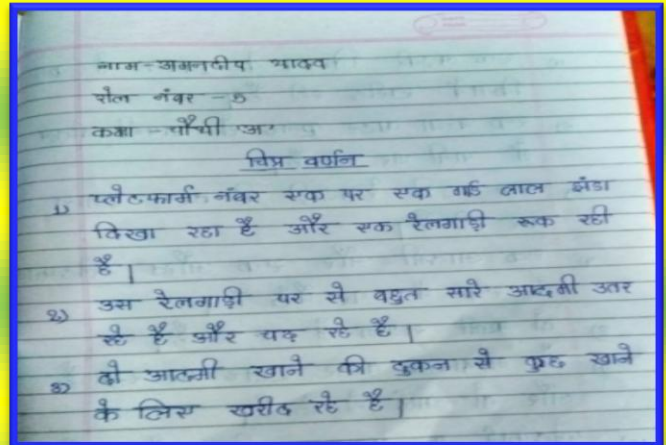 नाम - अमनदीप यादव
रोल नंबर - 5
कक्षा - चौथी 'अ'
चित्र वर्णन
1) प्लेटफार्म नंबर एक पर एक गार्ड लाल झंडा
दिखा रहा है और एक रेलगाड़ी रूक रही
है।
2) उस रेलगाड़ी पर से बहुत सारे आदमी उतर
रहे है और चढ़ रहे है।
3) दो आदमी खाने की दुकन से कुछ खाने
के लिए खरीद रहे है।